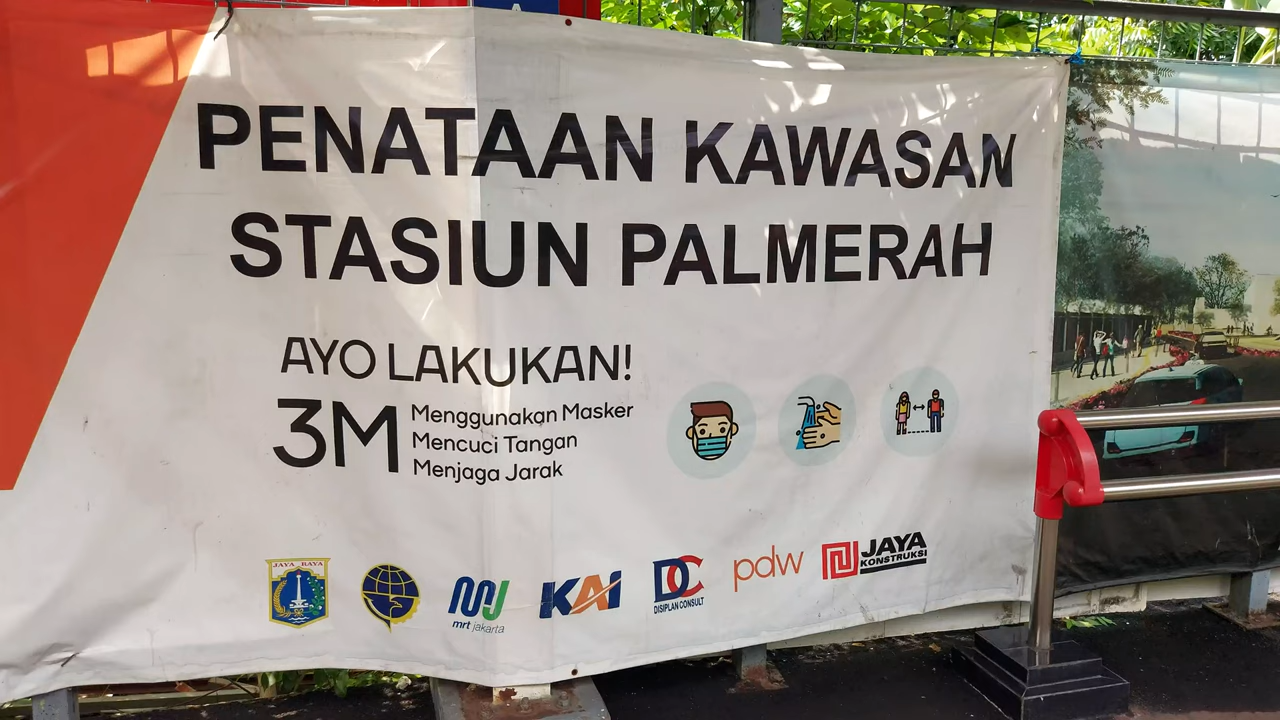 PENATAAN KAWASAN
STASIUN PALMERAH
AYO LAKUKAN!
3M
Menggunakan Masker
Mencuci Tangan
Menjaga Jarak
JAYA RAYA
mrt jakarta
KAI
DC
DISIPLAN CONSULT
pdw
JAYA
KONSTRUKSI